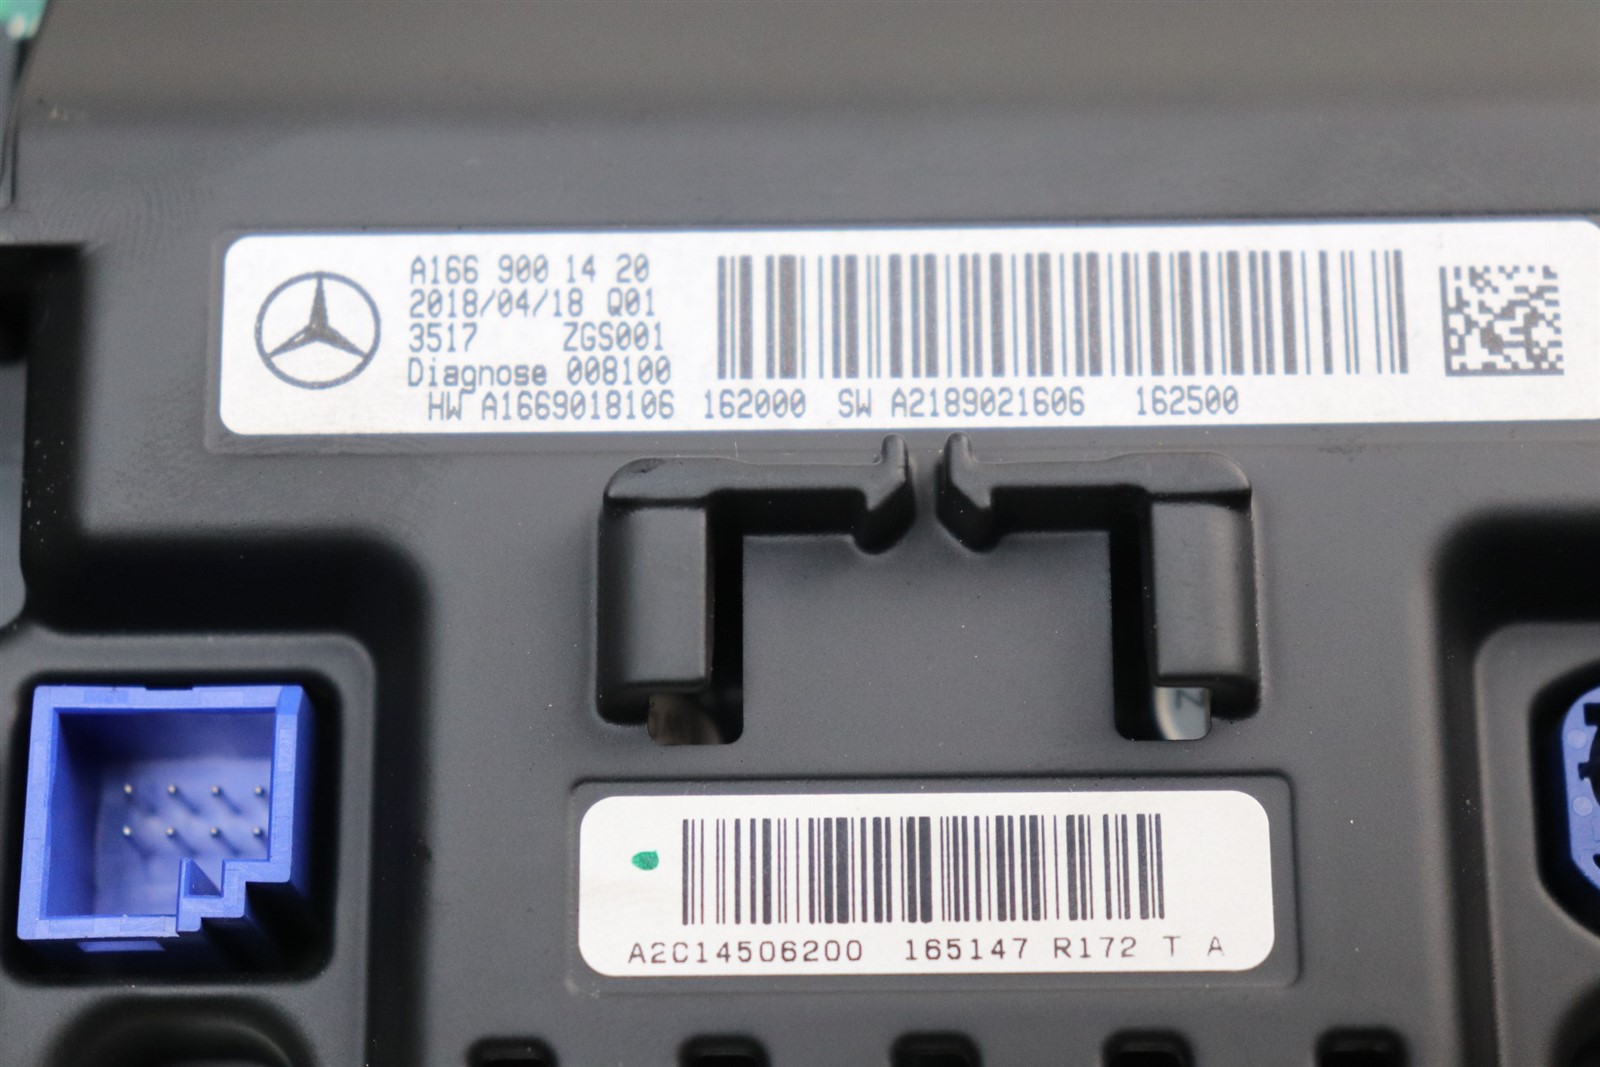 A166 900 14 20
2018/04/18 Q01
3517 ZGS001
Diagnose 008100
HW A1669018106 162000 SW A2189021606 162500
A2C14506200 165147 R172 T A